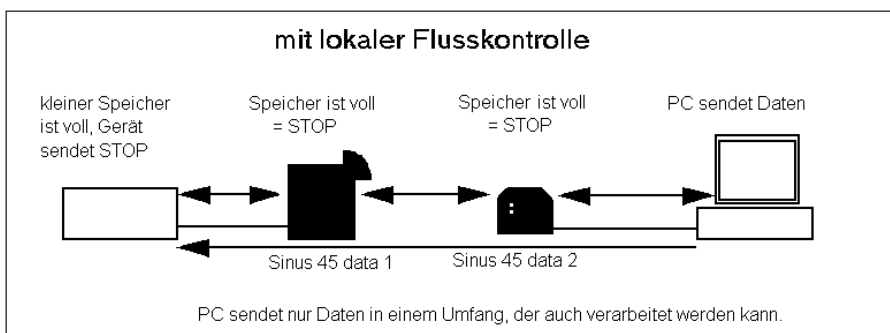 mit lokaler Flusskontrolle
kleiner Speicher
ist voll, Gerät
sendet STOP
Speicher ist voll
= STOP
Speicher ist voll
= STOP
PC sendet Daten
Sinus 45 data 1
Sinus 45 data 2
PC sendet nur Daten in einem Umfang, der auch verarbeitet werden kann.